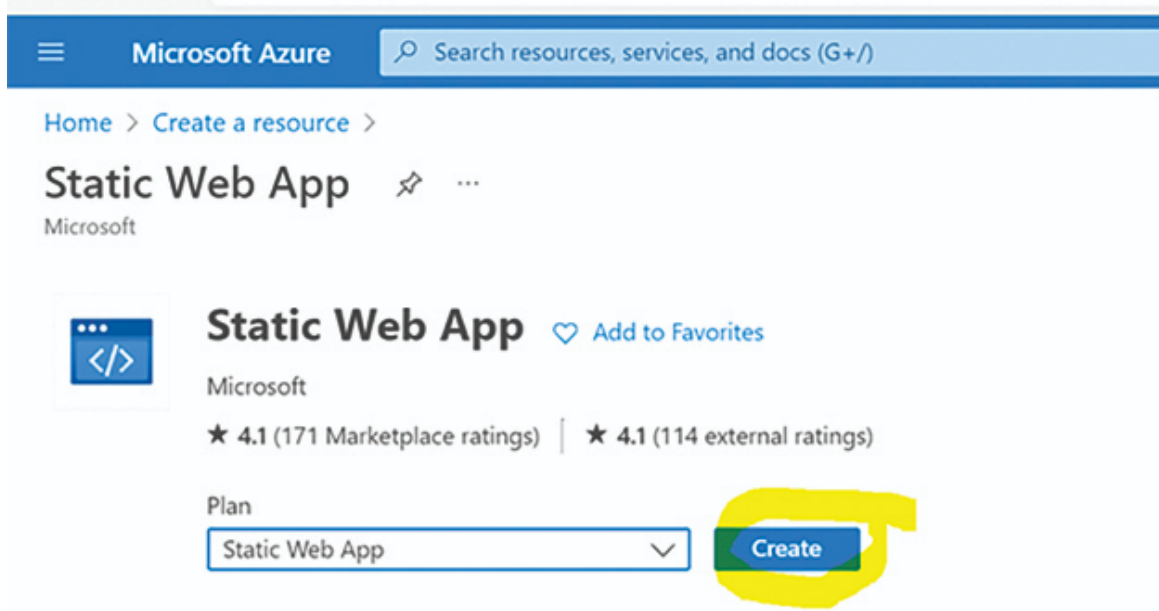 Microsoft Azure Search resources, services, and docs (G+/)
Home > Create a resource >
Static Web App ...
Microsoft
</>
Static Web App Add to Favorites
Microsoft
★ 4.1 (171 Marketplace ratings) | ★ 4.1 (114 external ratings)
Plan
Static Web App Create